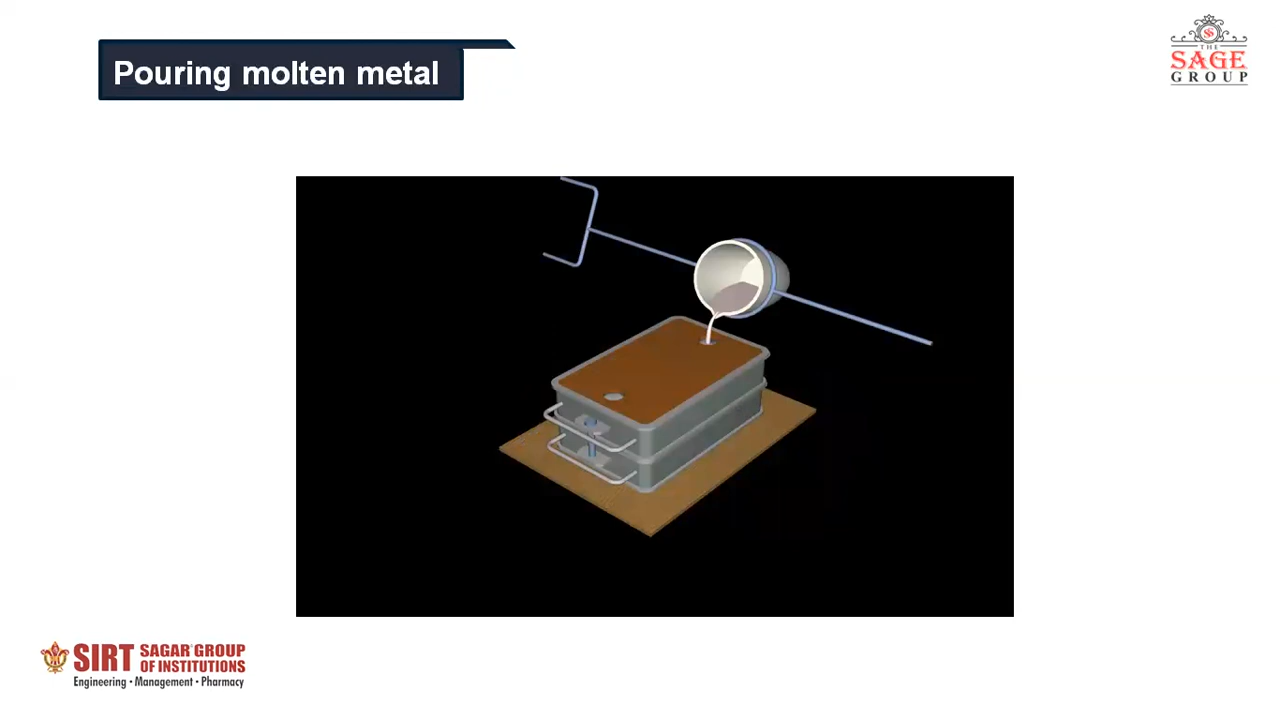 Pouring molten metal
THE
SAGE
GROUP
SIRT SAGAR GROUP
OF INSTITUTIONS
Engineering • Management • Pharmacy